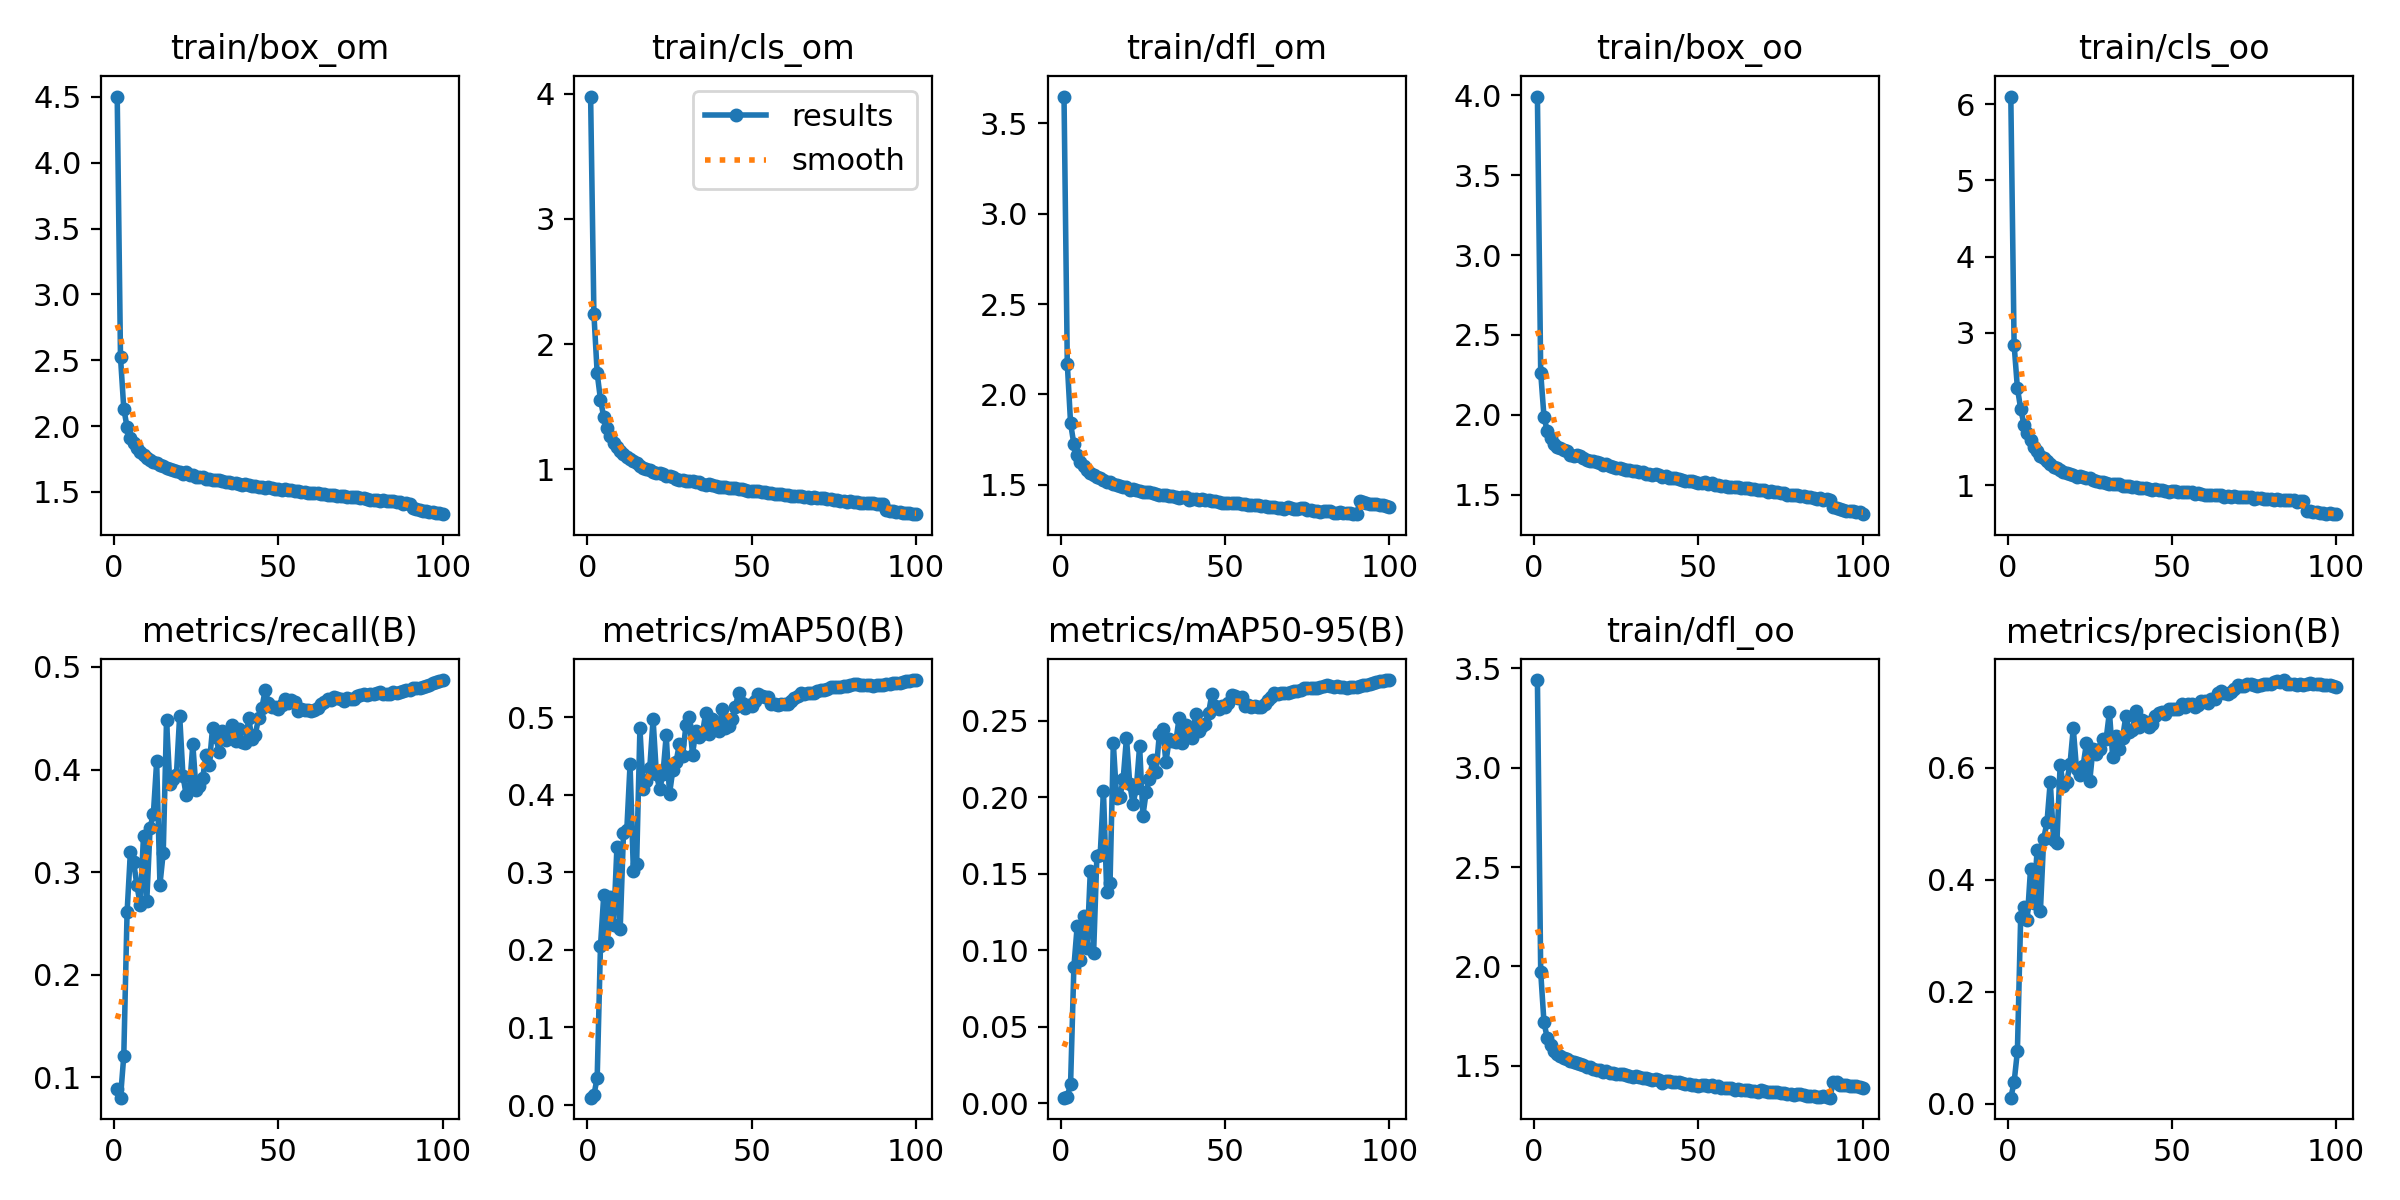 train/box_om
4.5
4.0
3.5
3.0
2.5
2.0
1.5
0 50 100
train/cls_om
results
smooth
4
3
2
1
0 50 100
train/dfl_om
3.5
3.0
2.5
2.0
1.5
0 50 100
train/box_oo
4.0
3.5
3.0
2.5
2.0
1.5
0 50 100
train/cls_oo
6
5
4
3
2
1
0 50 100
metrics/recall(B)
0.5
0.4
0.3
0.2
0.1
0 50 100
metrics/mAP50(B)
0.5
0.4
0.3
0.2
0.1
0.0
0 50 100
metrics/mAP50-95(B)
0.25
0.20
0.15
0.10
0.05
0.00
0 50 100
train/dfl_oo
3.5
3.0
2.5
2.0
1.5
0 50 100
metrics/precision(B)
0.6
0.4
0.2
0.0
0 50 100